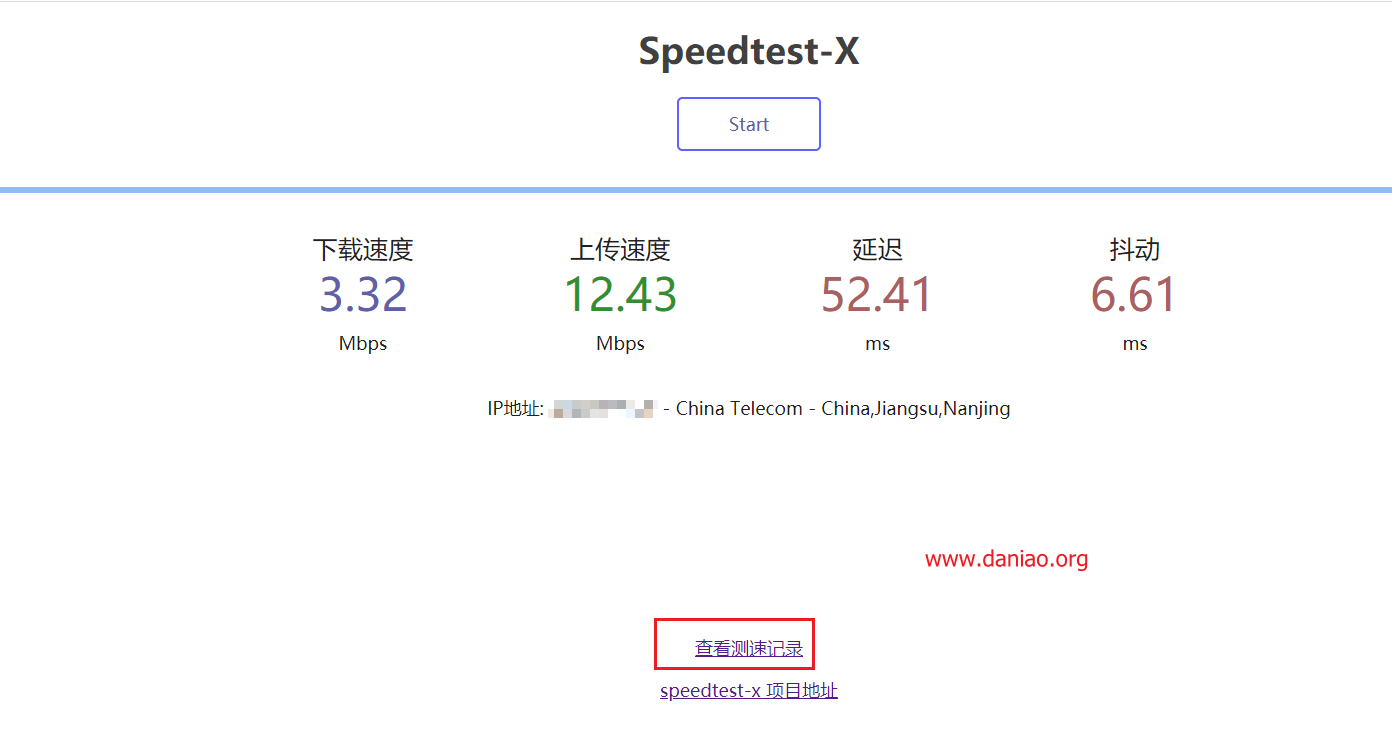 Speedtest-X
Start
下载速度 上传速度 延迟 抖动
3.32 12.43 52.41 6.61
Mbps Mbps ms ms
IP地址: - China Telecom - China,Jiangsu,Nanjing
www.daniao.org
查看测速记录
speedtest-x 项目地址